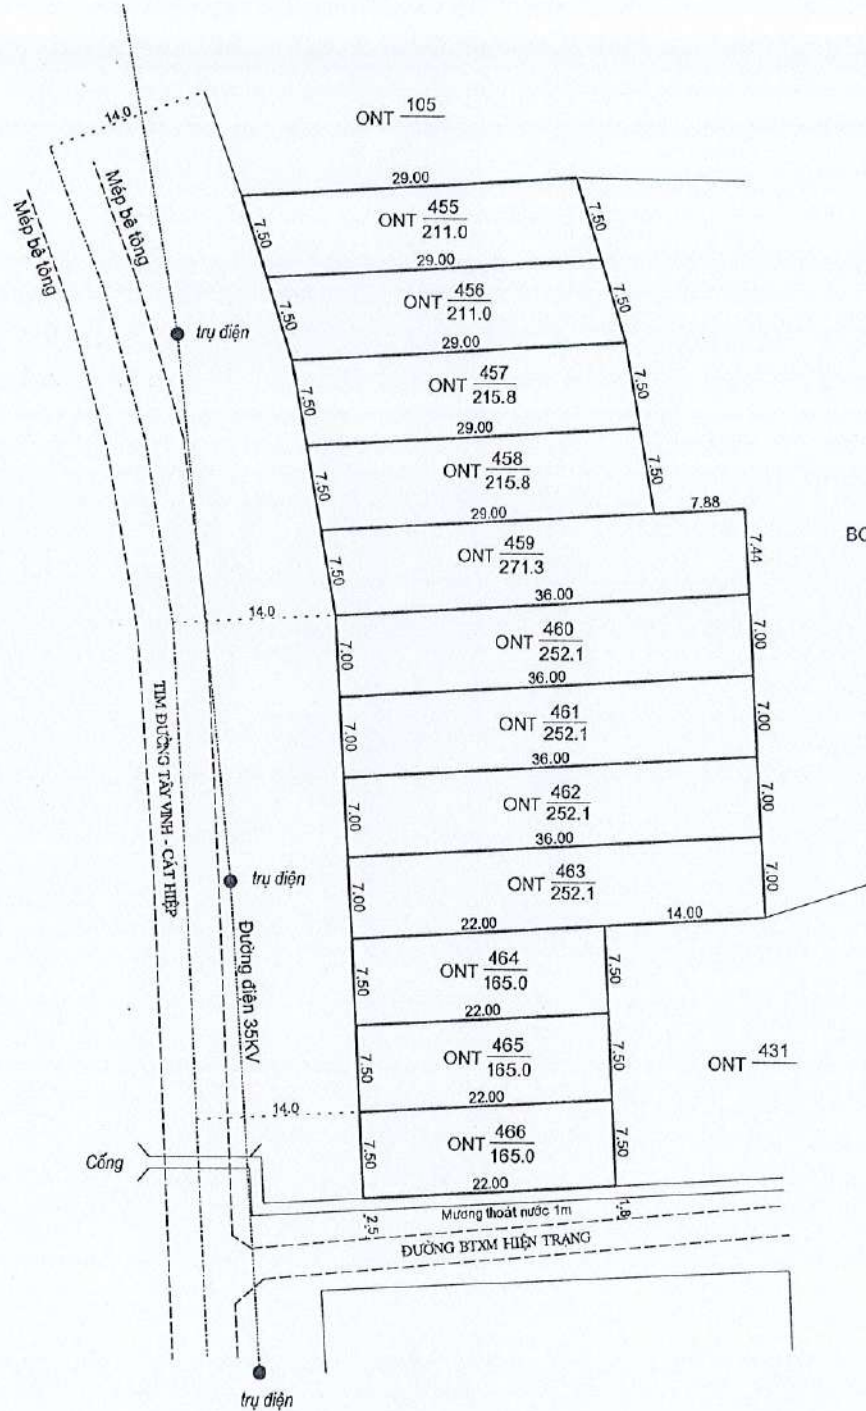 14.0
ONT 105
Mép bê tông
Mép bê tông
29.00
7.50
ONT 455
211.0
7.50
29.00
7.50
ONT 456
211.0
7.50
trụ điện
29.00
7.50
ONT 457
215.8
7.50
29.00
7.50
ONT 458
215.8
7.50
29.00
7.88
7.50
ONT 459
271.3
7.44
BO
36.00
14.0
7.00
ONT 460
252.1
7.00
36.00
7.00
ONT 461
252.1
7.00
36.00
7.00
ONT 462
252.1
7.00
36.00
7.00
ONT 463
252.1
7.00
TIM ĐƯỜNG TÂY VINH - CÁT HIỆP
trụ điện
Đường điện 35KV
22.00
14.00
7.50
ONT 464
165.0
7.50
22.00
7.50
ONT 465
165.0
7.50
ONT 431
22.00
14.0
7.50
ONT 466
165.0
7.50
Cống
22.00
Mương thoát nước 1m
2.5
1.8
ĐƯỜNG BTXM HIỆN TRẠNG
trụ điện